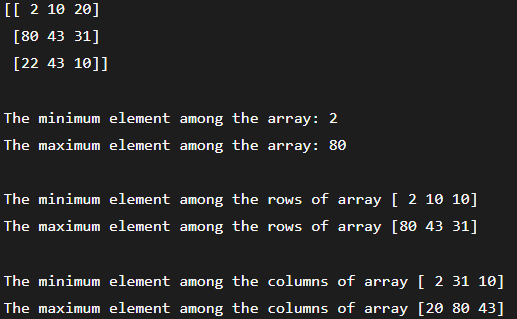 [[ 2 10 20]
 [80 43 31]
 [22 43 10]]
The minimum element among the array: 2
The maximum element among the array: 80
The minimum element among the rows of array [ 2 10 10]
The maximum element among the rows of array [80 43 31]
The minimum element among the columns of array [ 2 31 10]
The maximum element among the columns of array [20 80 43]